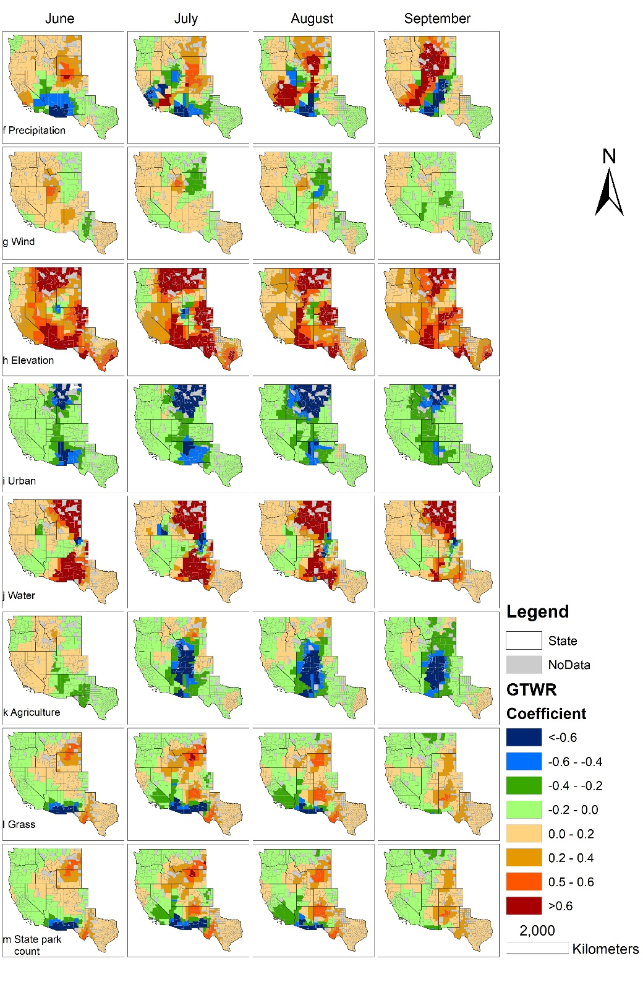 June July August September
f Precipitation
N
g Wind
h Elevation
i Urban
j Water
Legend
State
NoData
k Agriculture
GTWR
Coefficient
<-0.6
-0.6 - -0.4
-0.4 - -0.2
-0.2 - 0.0
l Grass
0.0 - 0.2
0.2 - 0.4
0.5 - 0.6
>0.6
m State park
count
2,000
Kilometers